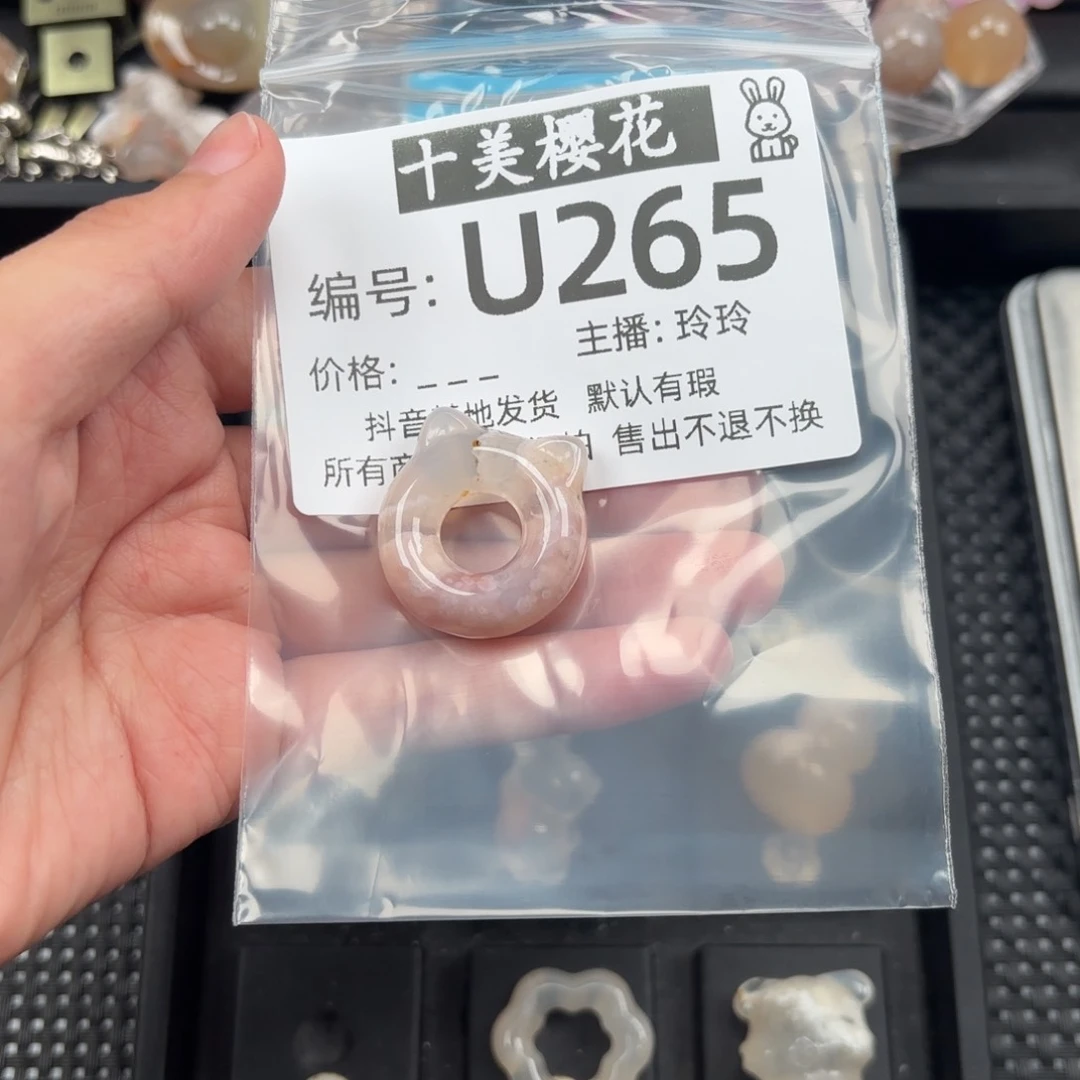 十美樱花
编号: U265
主播: 玲玲
价格: _ _ _
抖音 地发货 默认有瑕
所有商 拍 售出不退不换